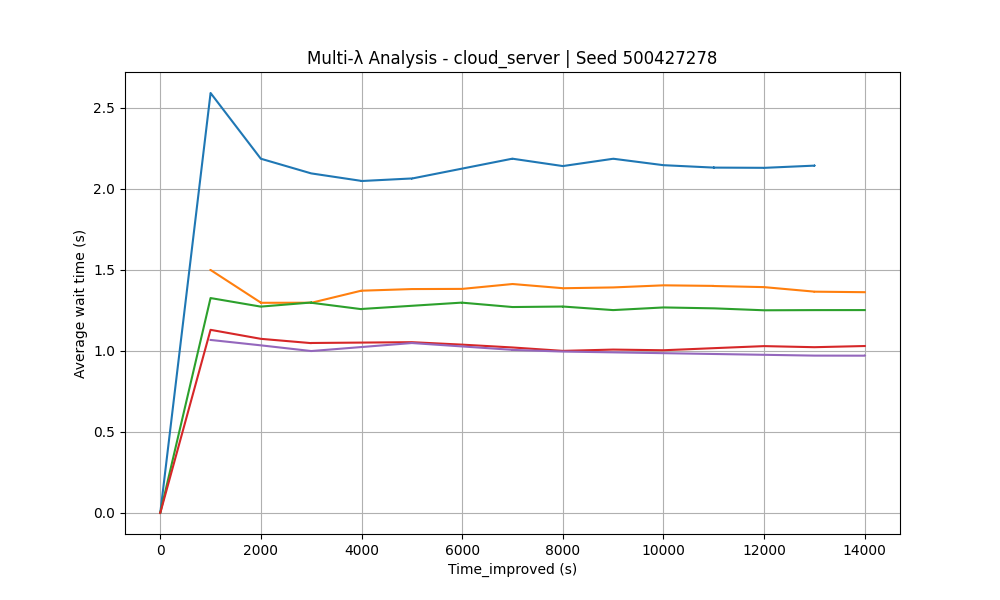 Multi-λ Analysis - cloud_server | Seed 500427278
2.5
2.0
1.5
1.0
0.5
0.0
Average wait time (s)
0 2000 4000 6000 8000 10000 12000 14000
Time_improved (s)